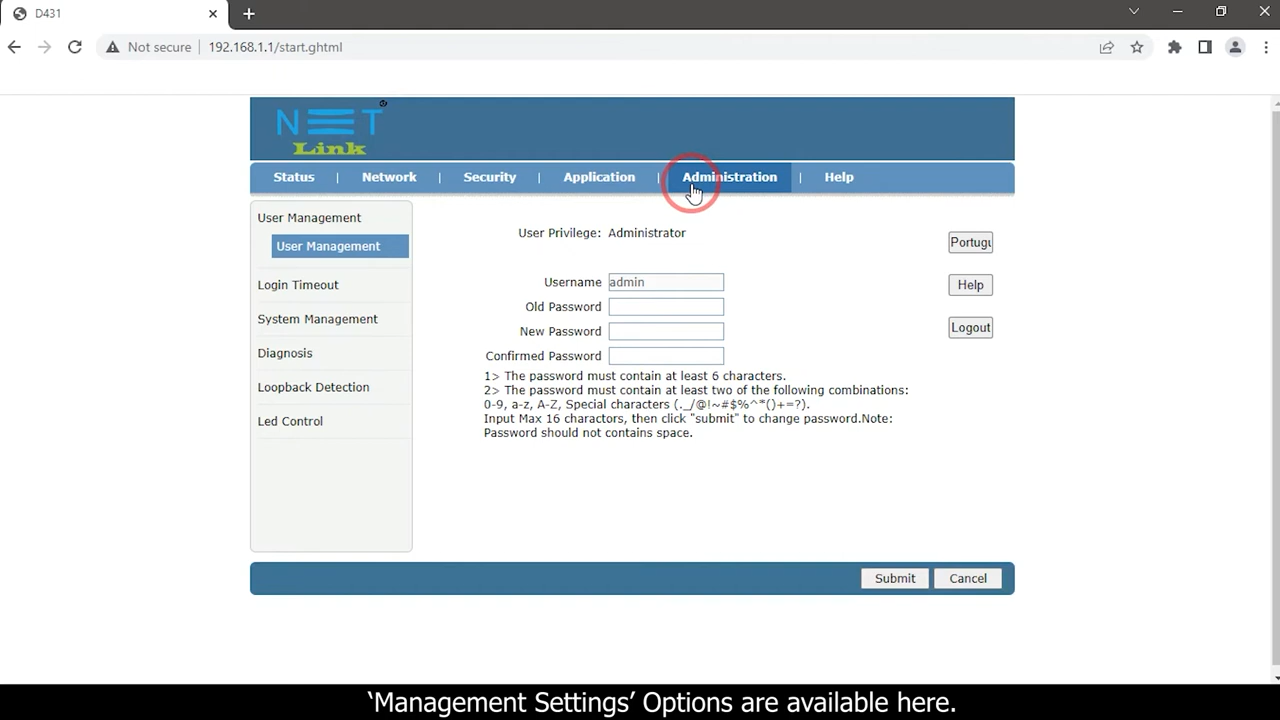 D431
Not secure
192.168.1.1/start.ghtml
NET
Link
Status | Network | Security | Application | Administration | Help
User Management
User Management
Login Timeout
System Management
Diagnosis
Loopback Detection
Led Control
User Privilege: Administrator
Username admin
Old Password
New Password
Confirmed Password
1> The password must contain at least 6 characters.
2> The password must contain at least two of the following combinations:
0-9, a-z, A-Z, Special characters (._/@!~#$%^*()+=?).
Input Max 16 charactors, then click "submit" to change password.Note:
Password should not contains space.
Portugu
Help
Logout
Submit Cancel
‘Management Settings’ Options are available here.